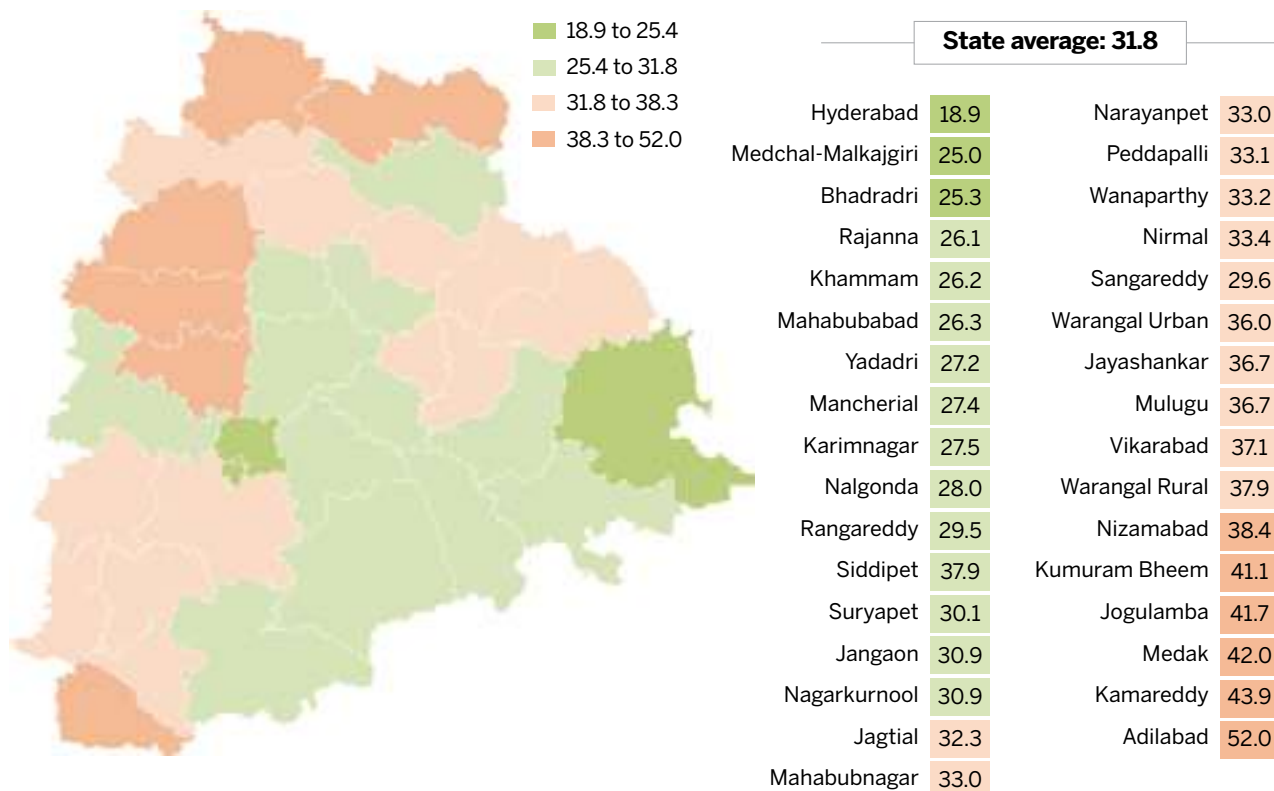 18.9 to 25.4
25.4 to 31.8
31.8 to 38.3
38.3 to 52.0
State average: 31.8
Hyderabad 18.9
Medchal-Malkajgiri 25.0
Bhadradri 25.3
Rajanna 26.1
Khammam 26.2
Mahabubabad 26.3
Yadadri 27.2
Mancherial 27.4
Karimnagar 27.5
Nalgonda 28.0
Rangareddy 29.5
Siddipet 37.9
Suryapet 30.1
Jangaon 30.9
Nagarkurnool 30.9
Jagtial 32.3
Mahabubnagar 33.0
Narayanpet 33.0
Peddapalli 33.1
Wanaparthy 33.2
Nirmal 33.4
Sangareddy 29.6
Warangal Urban 36.0
Jayashankar 36.7
Mulugu 36.7
Vikarabad 37.1
Warangal Rural 37.9
Nizamabad 38.4
Kumuram Bheem 41.1
Jogulamba 41.7
Medak 42.0
Kamareddy 43.9
Adilabad 52.0